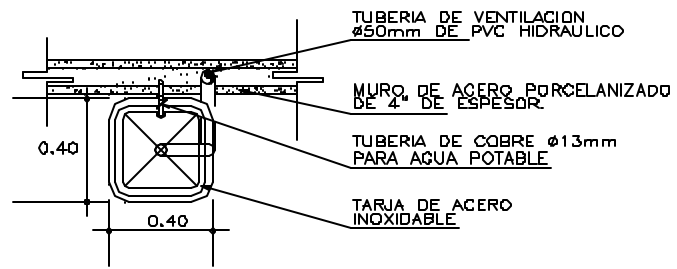 TUBERIA DE VENTILACION
ø50mm DE PVC HIDRAULICO
MURO DE ACERO PORCELANIZADO
DE 4" DE ESPESOR.
0.40
TUBERIA DE COBRE ø13mm
PARA AGUA POTABLE
TARJA DE ACERO
INOXIDABLE
0.40